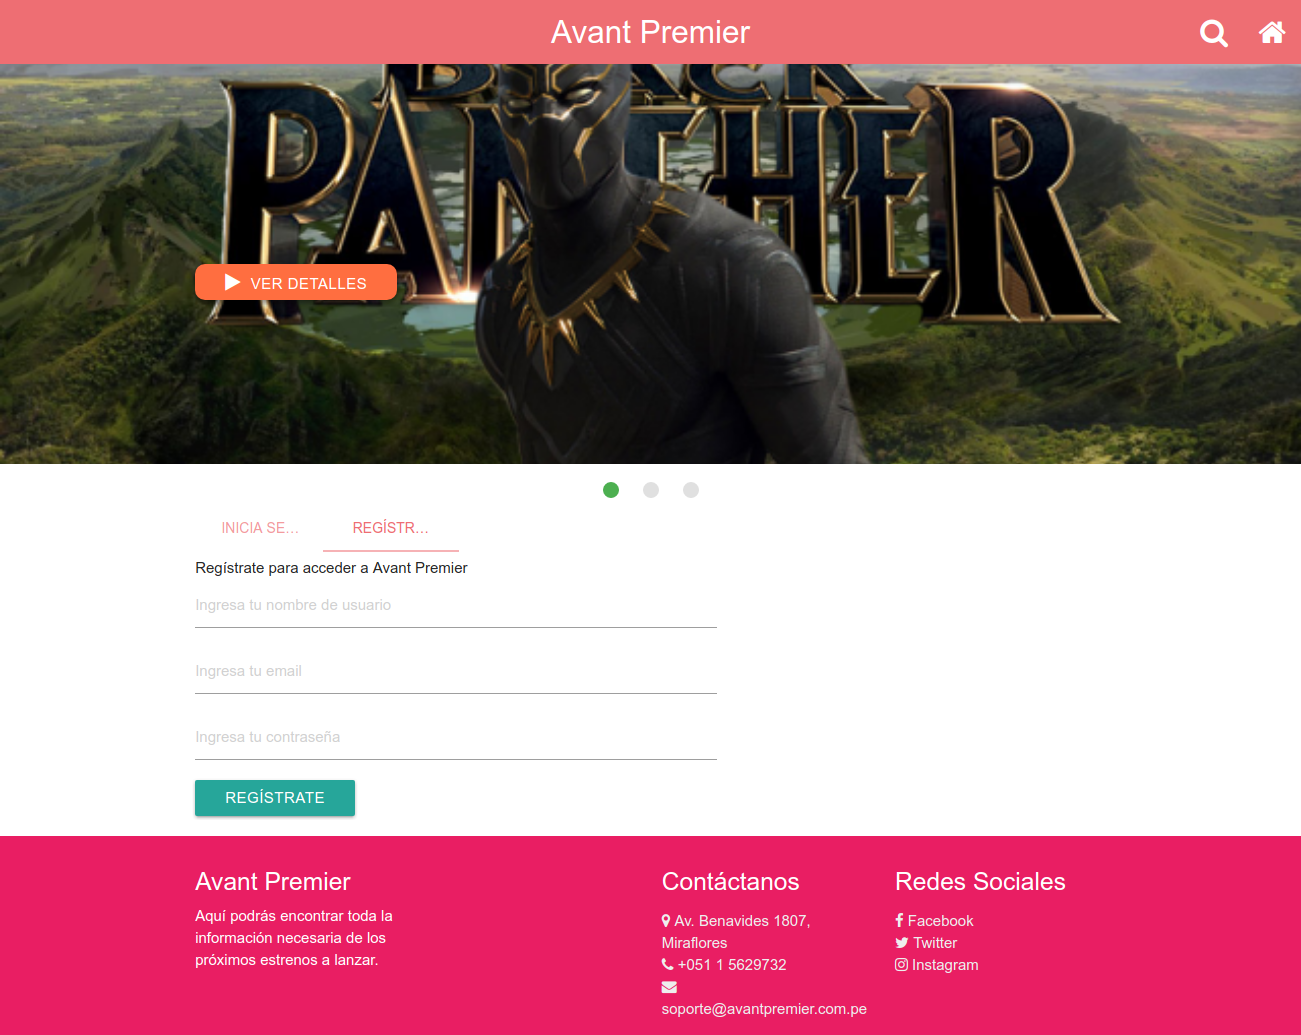 Avant Premier
BLACK
PANTHER
VER DETALLES
INICIA SE...
REGÍSTR...
Regístrate para acceder a Avant Premier
Ingresa tu nombre de usuario
Ingresa tu email
Ingresa tu contraseña
REGÍSTRATE
Avant Premier
Aquí podrás encontrar toda la
información necesaria de los
próximos estrenos a lanzar.
Contáctanos
Av. Benavides 1807,
Miraflores
+051 1 5629732
soporte@avantpremier.com.pe
Redes Sociales
Facebook
Twitter
Instagram